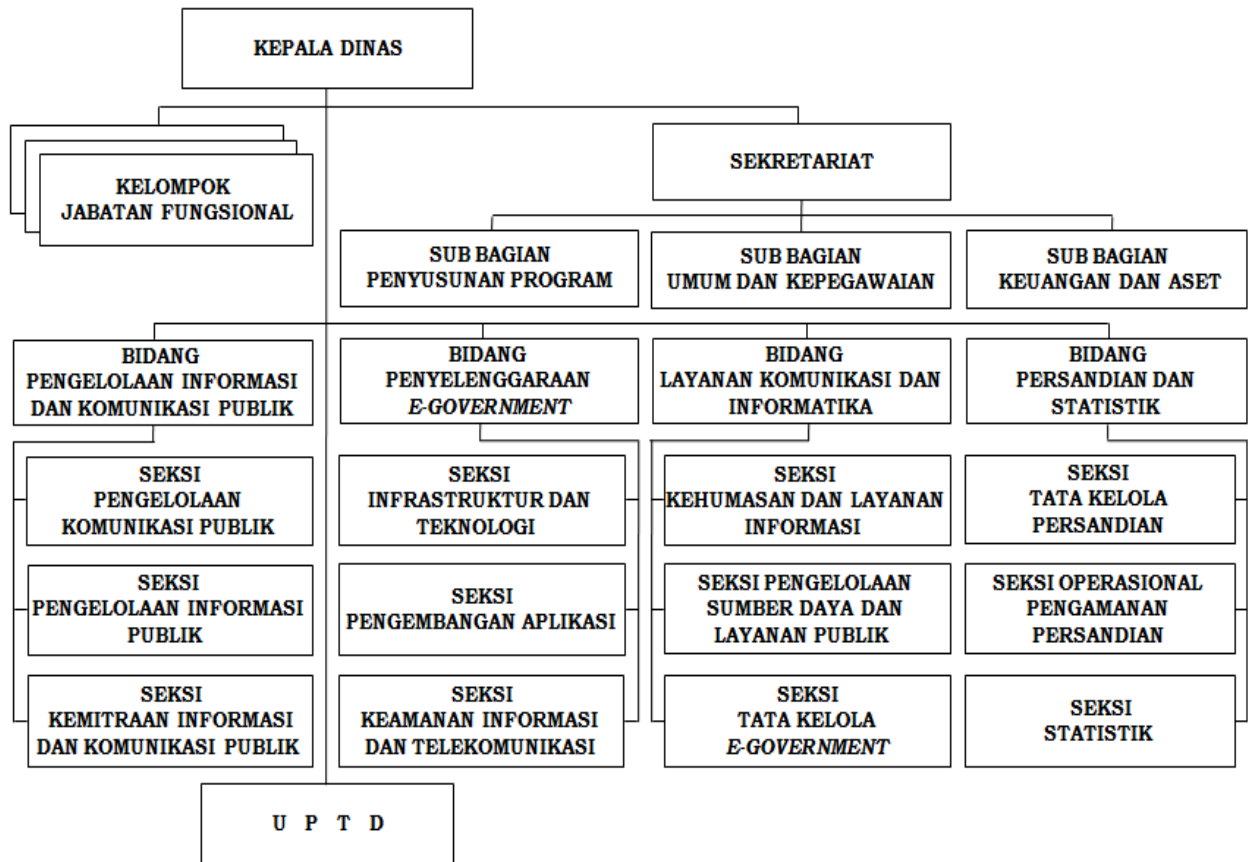 KEPALA DINAS
KELOMPOK
JABATAN FUNGSIONAL
SEKRETARIAT
SUB BAGIAN
PENYUSUNAN PROGRAM
SUB BAGIAN
UMUM DAN KEPEGAWAIAN
SUB BAGIAN
KEUANGAN DAN ASET
BIDANG
PENGELOLAAN INFORMASI
DAN KOMUNIKASI PUBLIK
BIDANG
PENYELENGGARAAN
E-GOVERNMENT
BIDANG
LAYANAN KOMUNIKASI DAN
INFORMATIKA
BIDANG
PERSANDIAN DAN
STATISTIK
SEKSI
PENGELOLAAN
KOMUNIKASI PUBLIK
SEKSI
INFRASTRUKTUR DAN
TEKNOLOGI
SEKSI
KEHUMASAN DAN LAYANAN
INFORMASI
SEKSI
TATA KELOLA
PERSANDIAN
SEKSI
PENGELOLAAN INFORMASI
PUBLIK
SEKSI
PENGEMBANGAN APLIKASI
SEKSI PENGELOLAAN
SUMBER DAYA DAN
LAYANAN PUBLIK
SEKSI OPERASIONAL
PENGAMANAN
PERSANDIAN
SEKSI
KEMITRAAN INFORMASI
DAN KOMUNIKASI PUBLIK
SEKSI
KEAMANAN INFORMASI
DAN TELEKOMUNIKASI
SEKSI
TATA KELOLA
E-GOVERNMENT
SEKSI
STATISTIK
U P T D